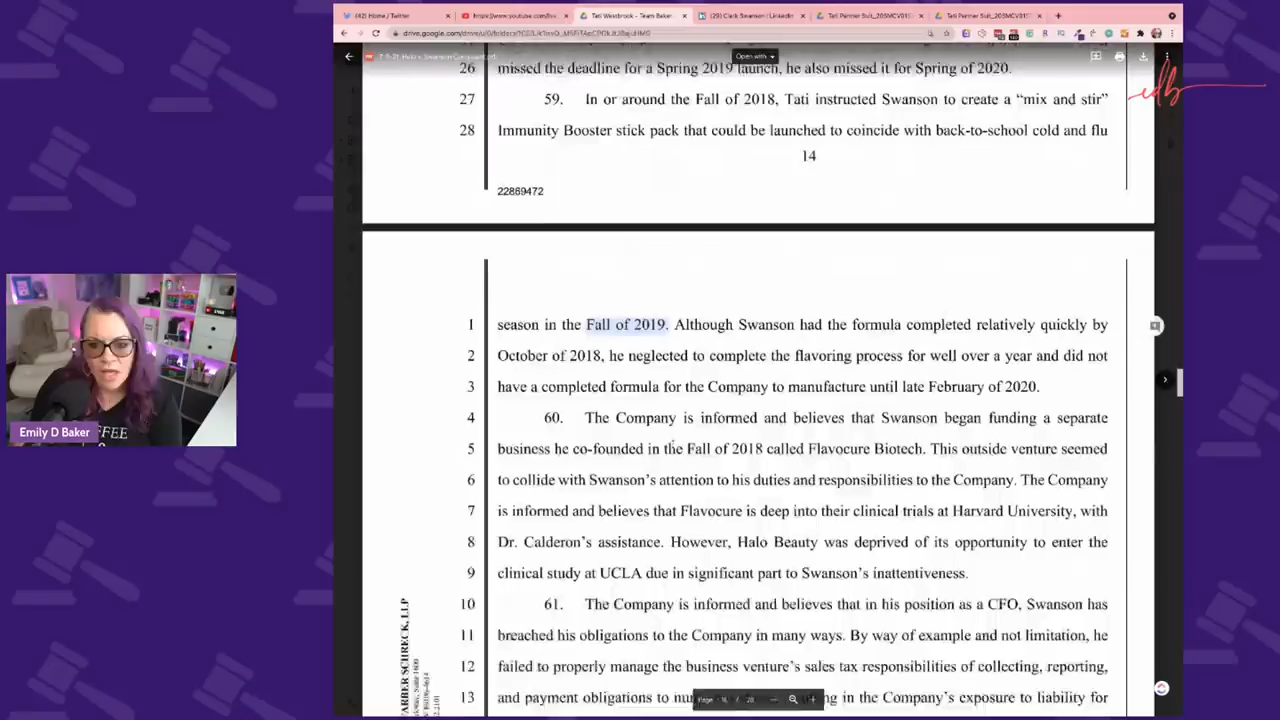 (42) Home / Twitter
Tati Westbrook - Team Baker
(29) Clark Swanson | LinkedIn
Open with
26 missed the deadline for a Spring 2019 launch, he also missed it for Spring of 2020.
edb
27 59. In or around the Fall of 2018, Tati instructed Swanson to create a “mix and stir”
28 Immunity Booster stick pack that could be launched to coincide with back-to-school cold and flu
14
22869472
1 season in the Fall of 2019. Although Swanson had the formula completed relatively quickly by
2 October of 2018, he neglected to complete the flavoring process for well over a year and did not
3 have a completed formula for the Company to manufacture until late February of 2020.
4 60. The Company is informed and believes that Swanson began funding a separate
5 business he co-founded in the Fall of 2018 called Flavocure Biotech. This outside venture seemed
6 to collide with Swanson’s attention to his duties and responsibilities to the Company. The Company
7 is informed and believes that Flavocure is deep into their clinical trials at Harvard University, with
8 Dr. Calderon’s assistance. However, Halo Beauty was deprived of its opportunity to enter the
9 clinical study at UCLA due in significant part to Swanson’s inattentiveness.
10 61. The Company is informed and believes that in his position as a CFO, Swanson has
11 breached his obligations to the Company in many ways. By way of example and not limitation, he
12 failed to properly manage the business venture’s sales tax responsibilities of collecting, reporting,
13 and payment obligations to in the Company’s exposure to liability for
Page / 28
Emily D Baker